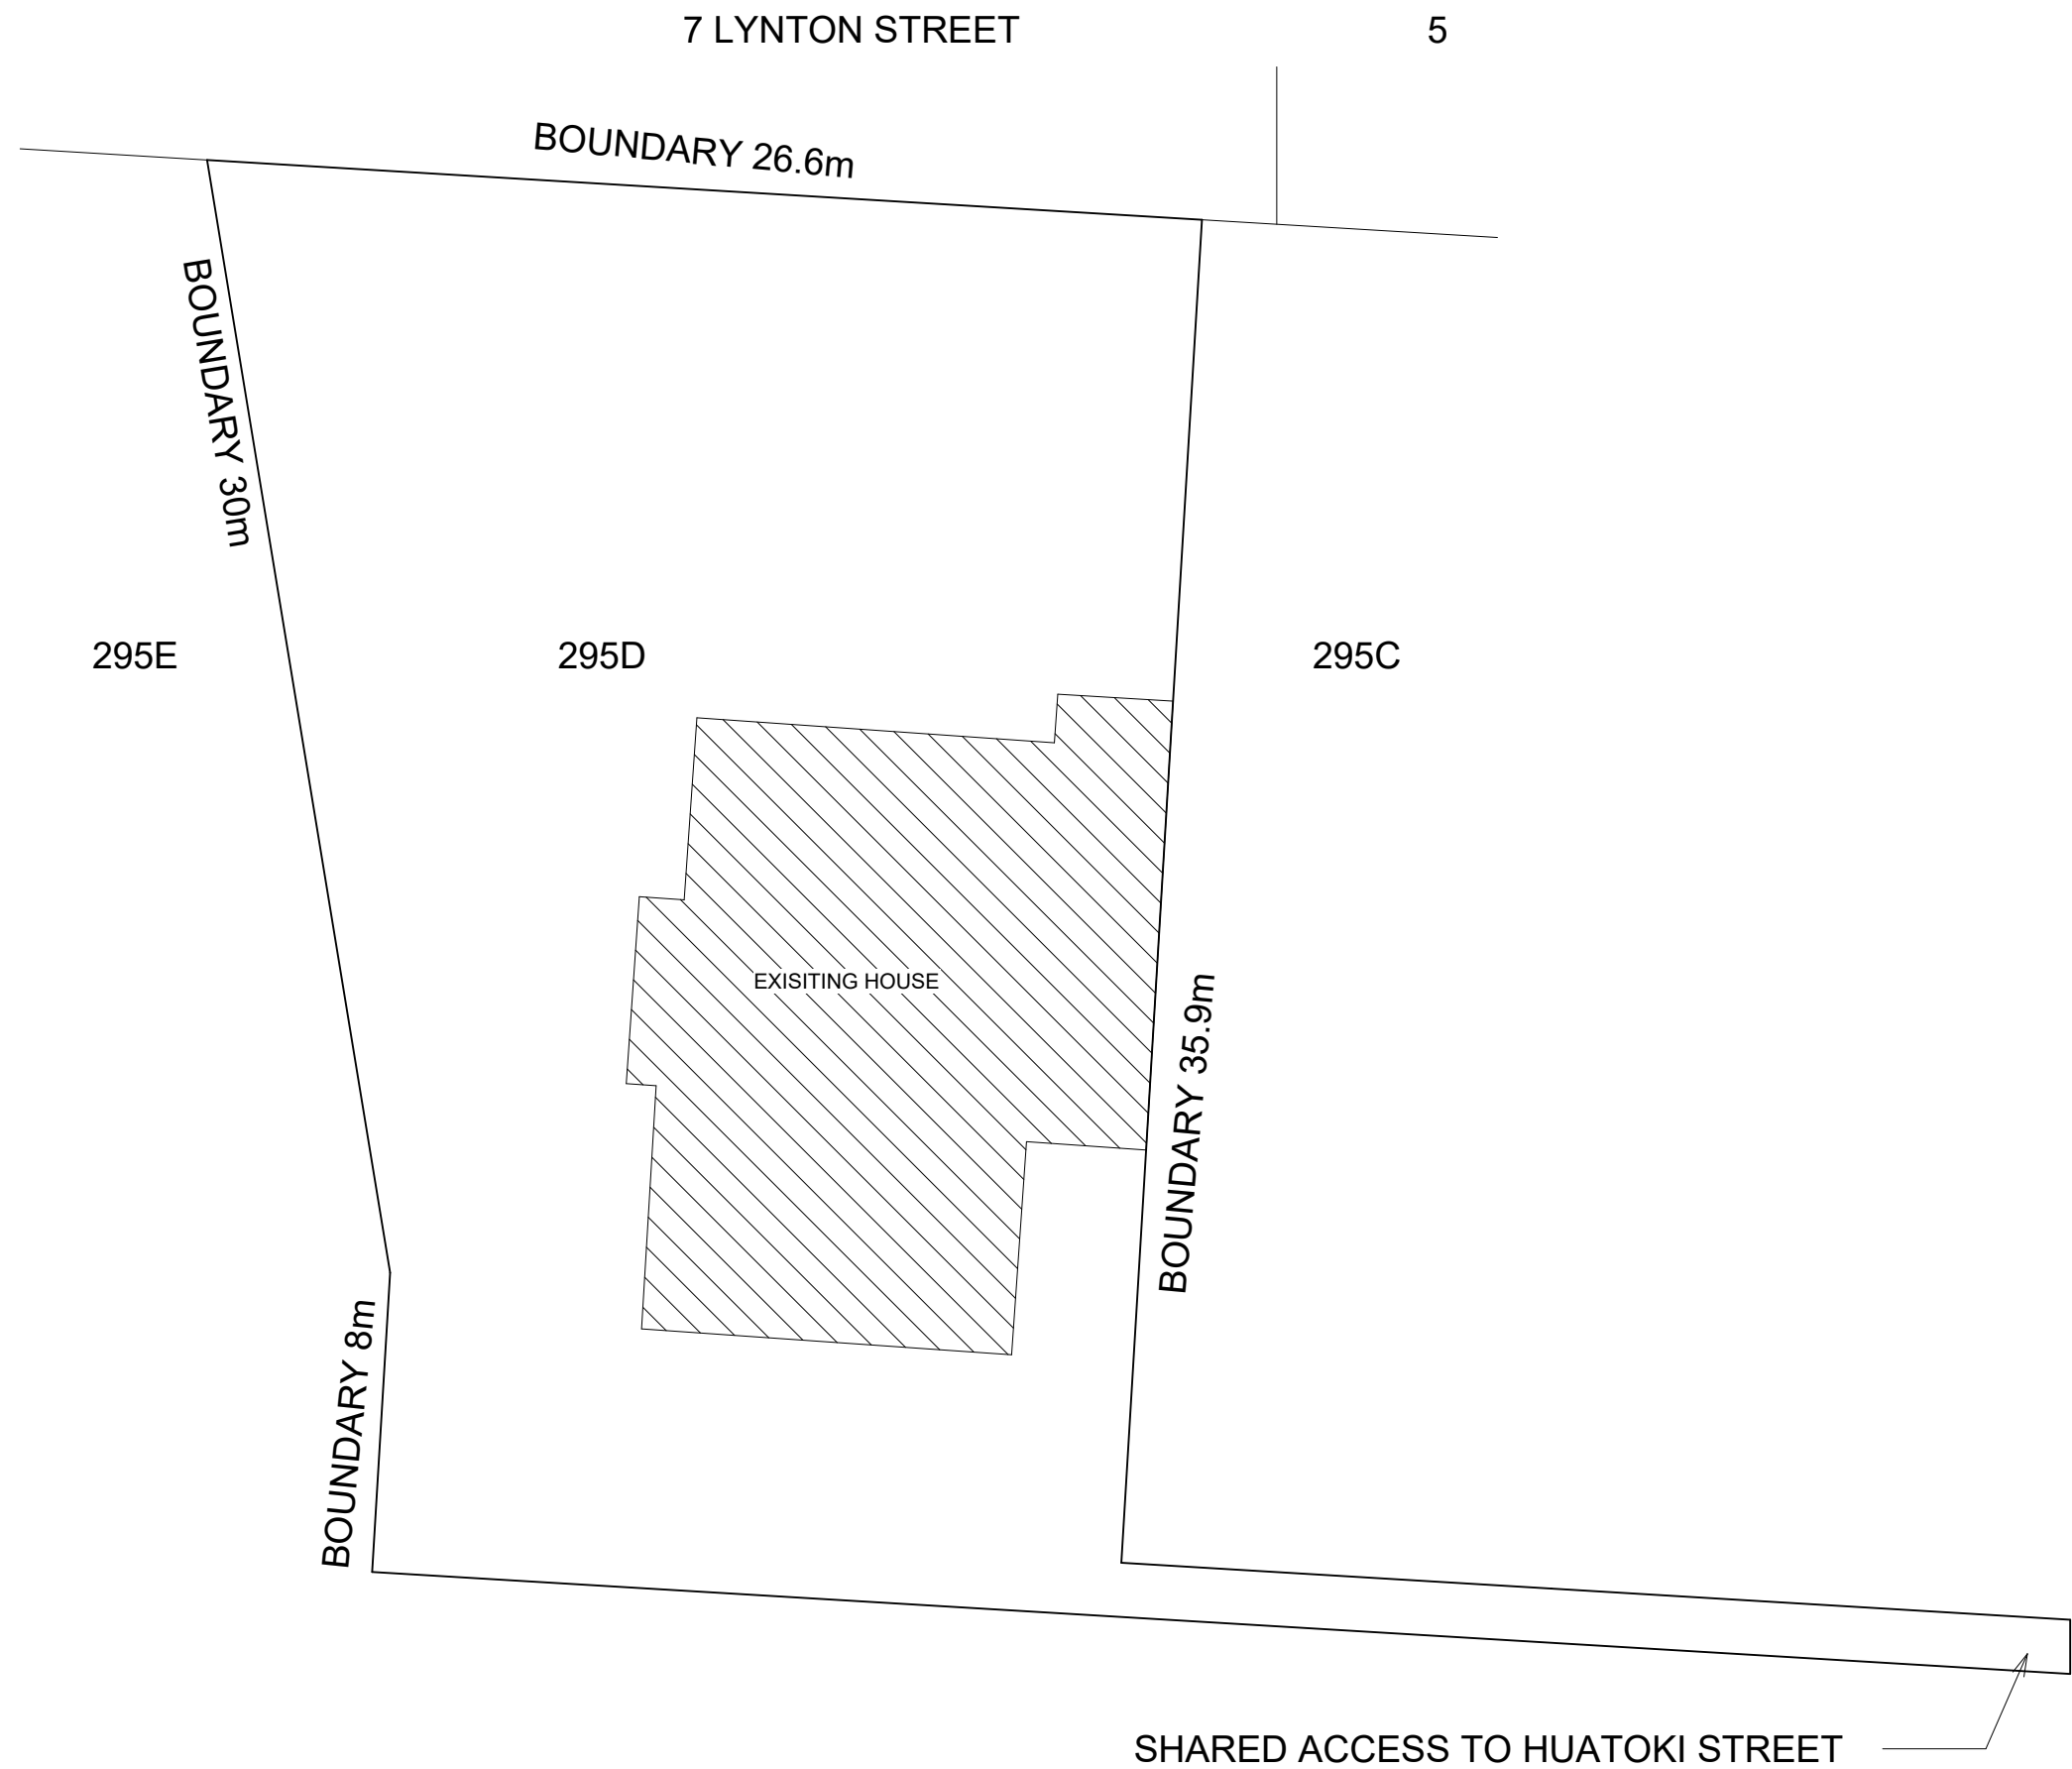 7 LYNTON STREET
5
BOUNDARY 26.6m
BOUNDARY 30m
295E
295D
295C
EXISITING HOUSE
BOUNDARY 35.9m
BOUNDARY 8m
SHARED ACCESS TO HUATOKI STREET